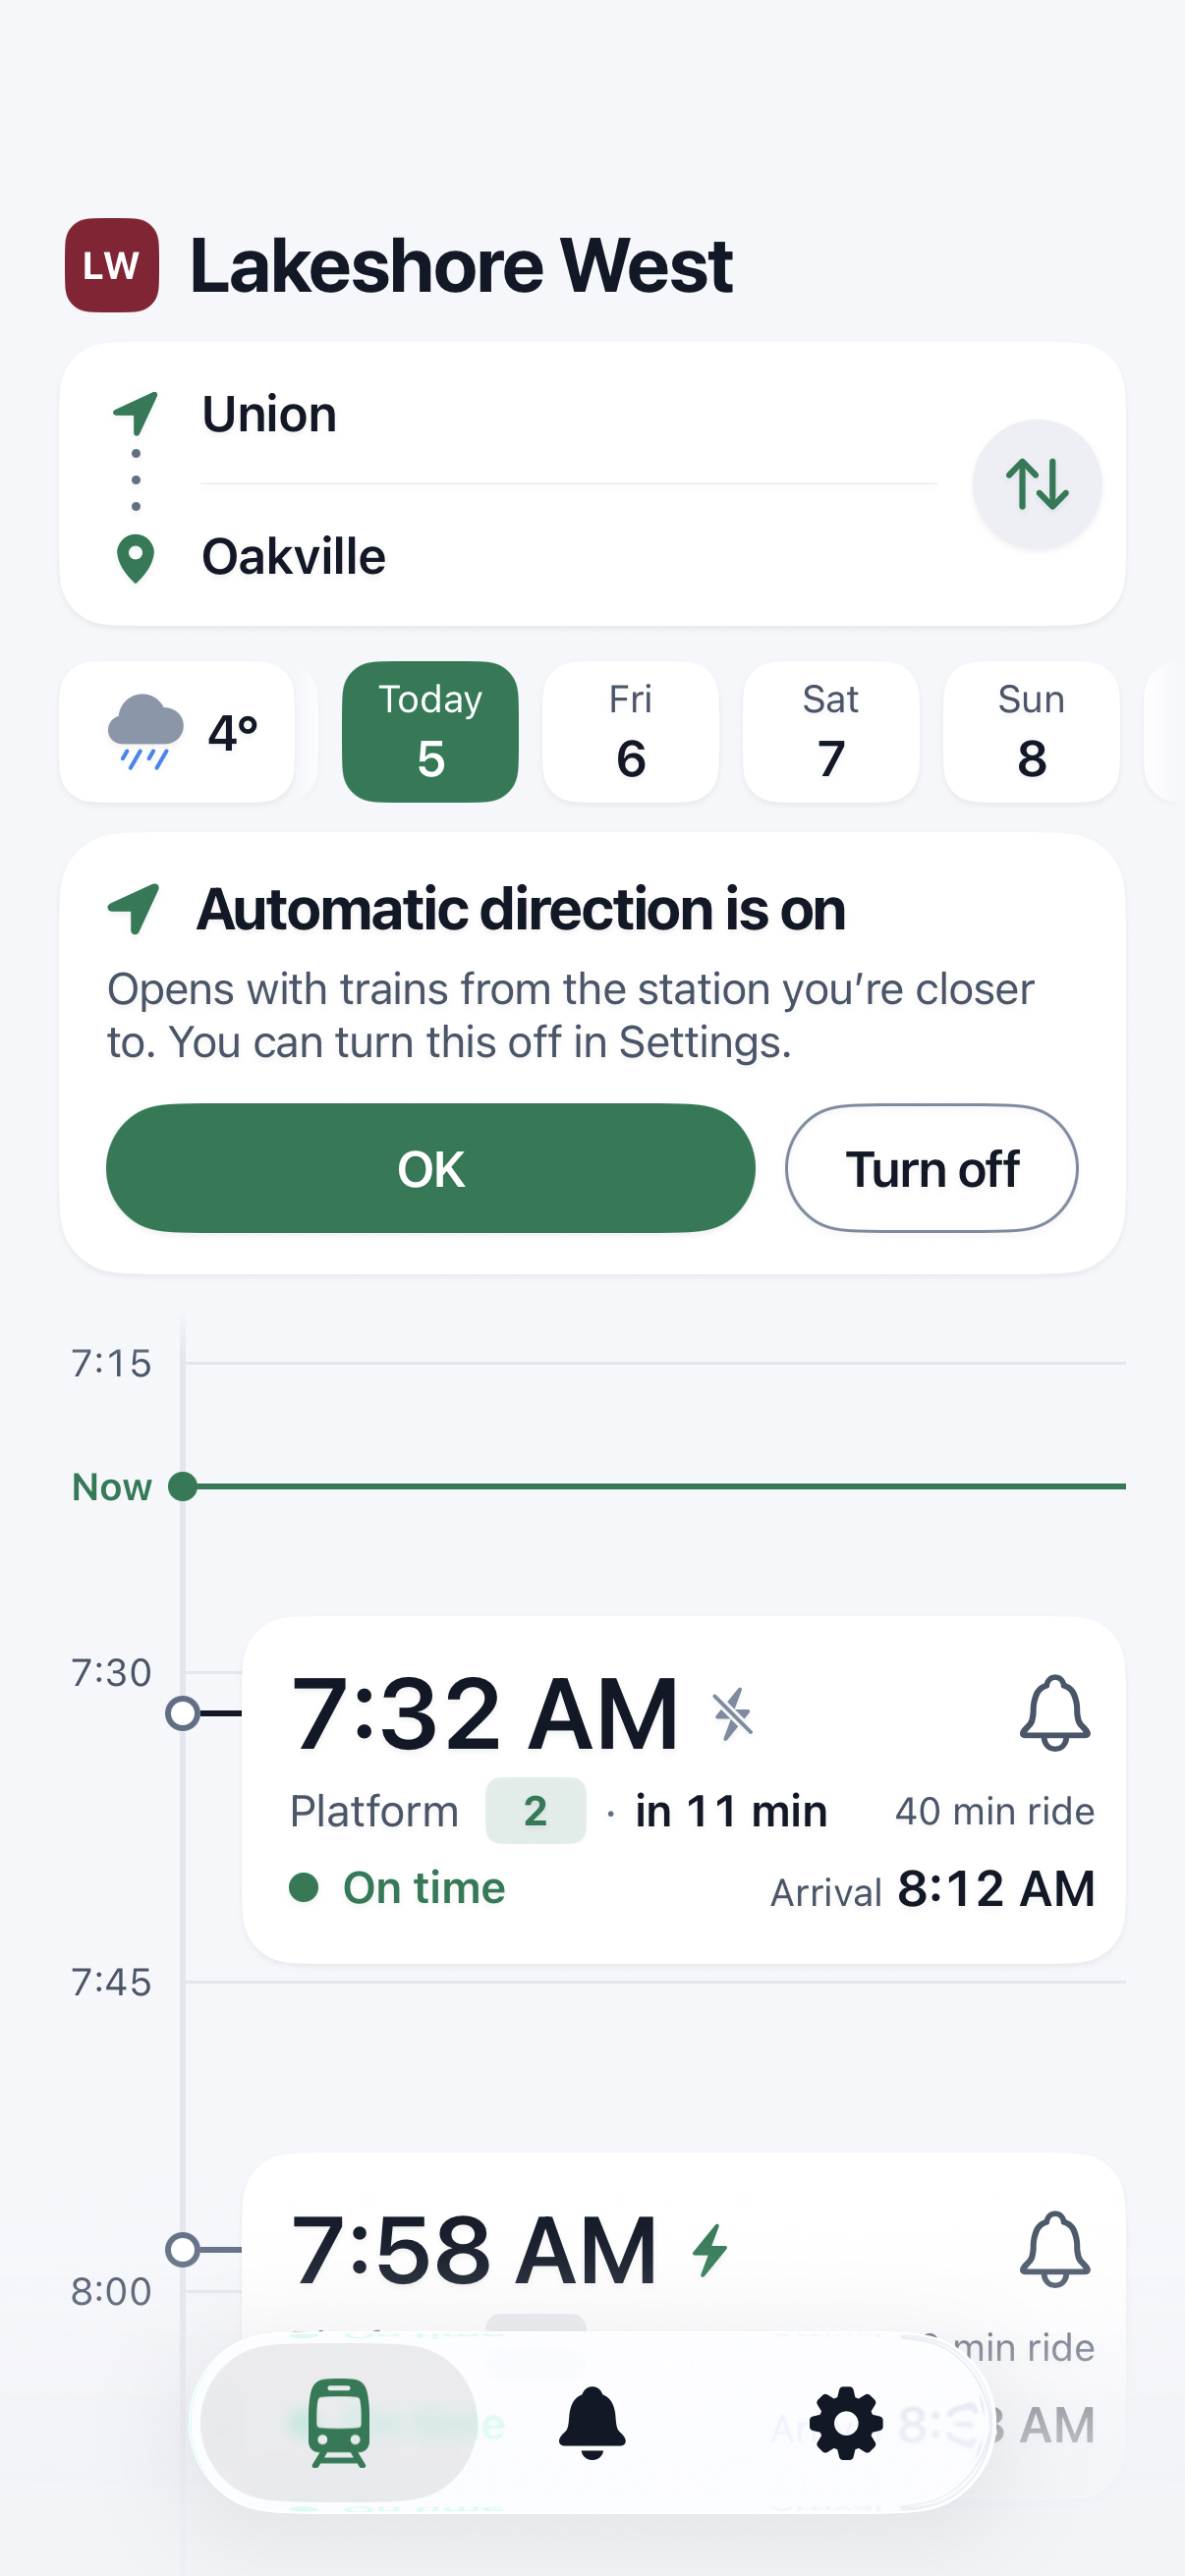 LW Lakeshore West
Union
Oakville
4°
Today
5
Fri
6
Sat
7
Sun
8
Automatic direction is on
Opens with trains from the station you’re closer
to. You can turn this off in Settings.
OK
Turn off
7:15
Now
7:30
7:32 AM
Platform 2 · in 11 min
40 min ride
On time
Arrival 8:12 AM
7:45
7:58 AM
8:00
min ride
AM